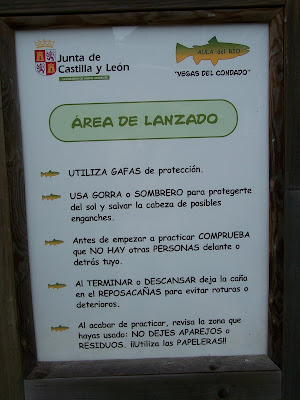 Junta de
Castilla y León
AULA del RÍO
"VEGAS DEL CONDADO"
ÁREA DE LANZADO
UTILIZA GAFAS de protección.
USA GORRA o SOMBRERO para protegerte
del sol y salvar la cabeza de posibles
enganches.
Antes de empezar a practicar COMPRUEBA
que NO HAY otras PERSONAS delante o
detrás tuyo.
Al TERMINAR o DESCANSAR deja la caña
en el REPOSACAÑAS para evitar roturas o
deterioros.
Al acabar de practicar, revisa la zona que
hayas usado: NO DEJES APAREJOS o
RESIDUOS. ¡¡Utiliza las PAPELERAS!!